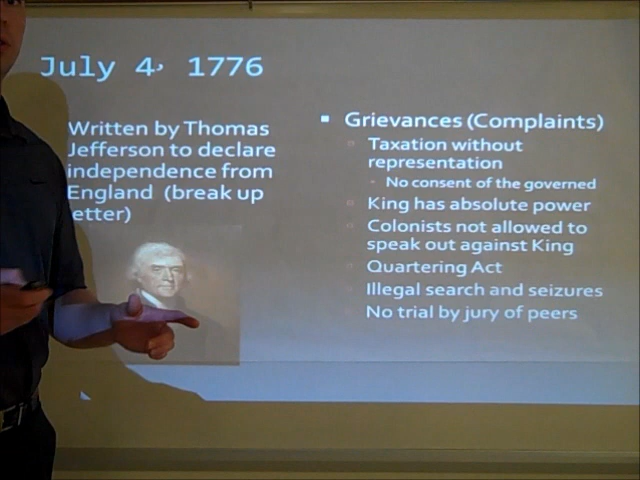 July 4, 1776
Written by Thomas
Jefferson to declare
independence from
England (break up
etter)
Grievances (Complaints)
Taxation without
representation
No consent of the governed
King has absolute power
Colonists not allowed to
speak out against King
Quartering Act
Illegal search and seizures
No trial by jury of peers